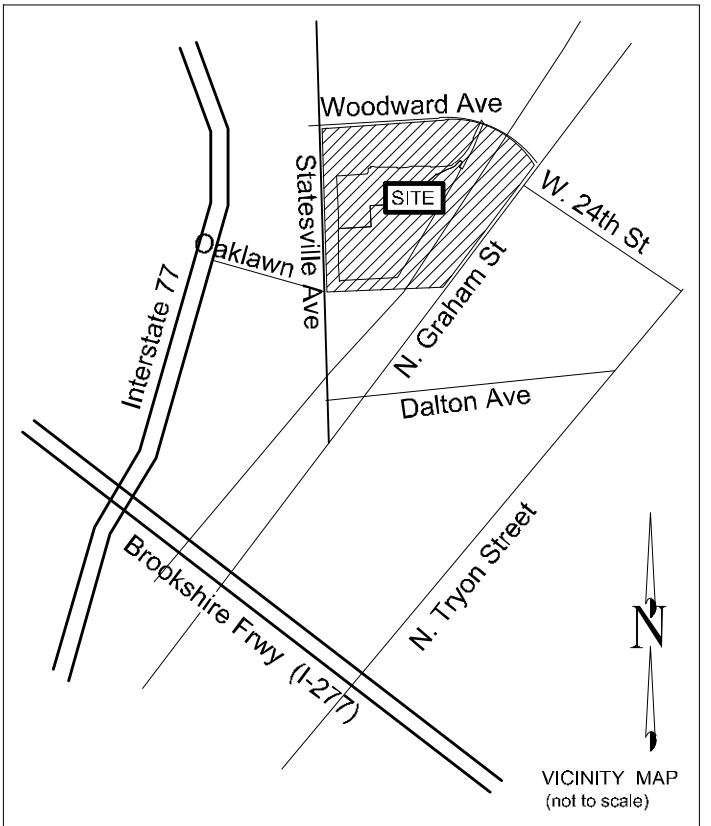 Woodward Ave
Statesville Ave
SITE
W. 24th St
Oaklawn
Interstate 77
N. Graham St
Dalton Ave
Brookshire Frwy (I-277)
N. Tryon Street
N
VICINITY MAP
(not to scale)